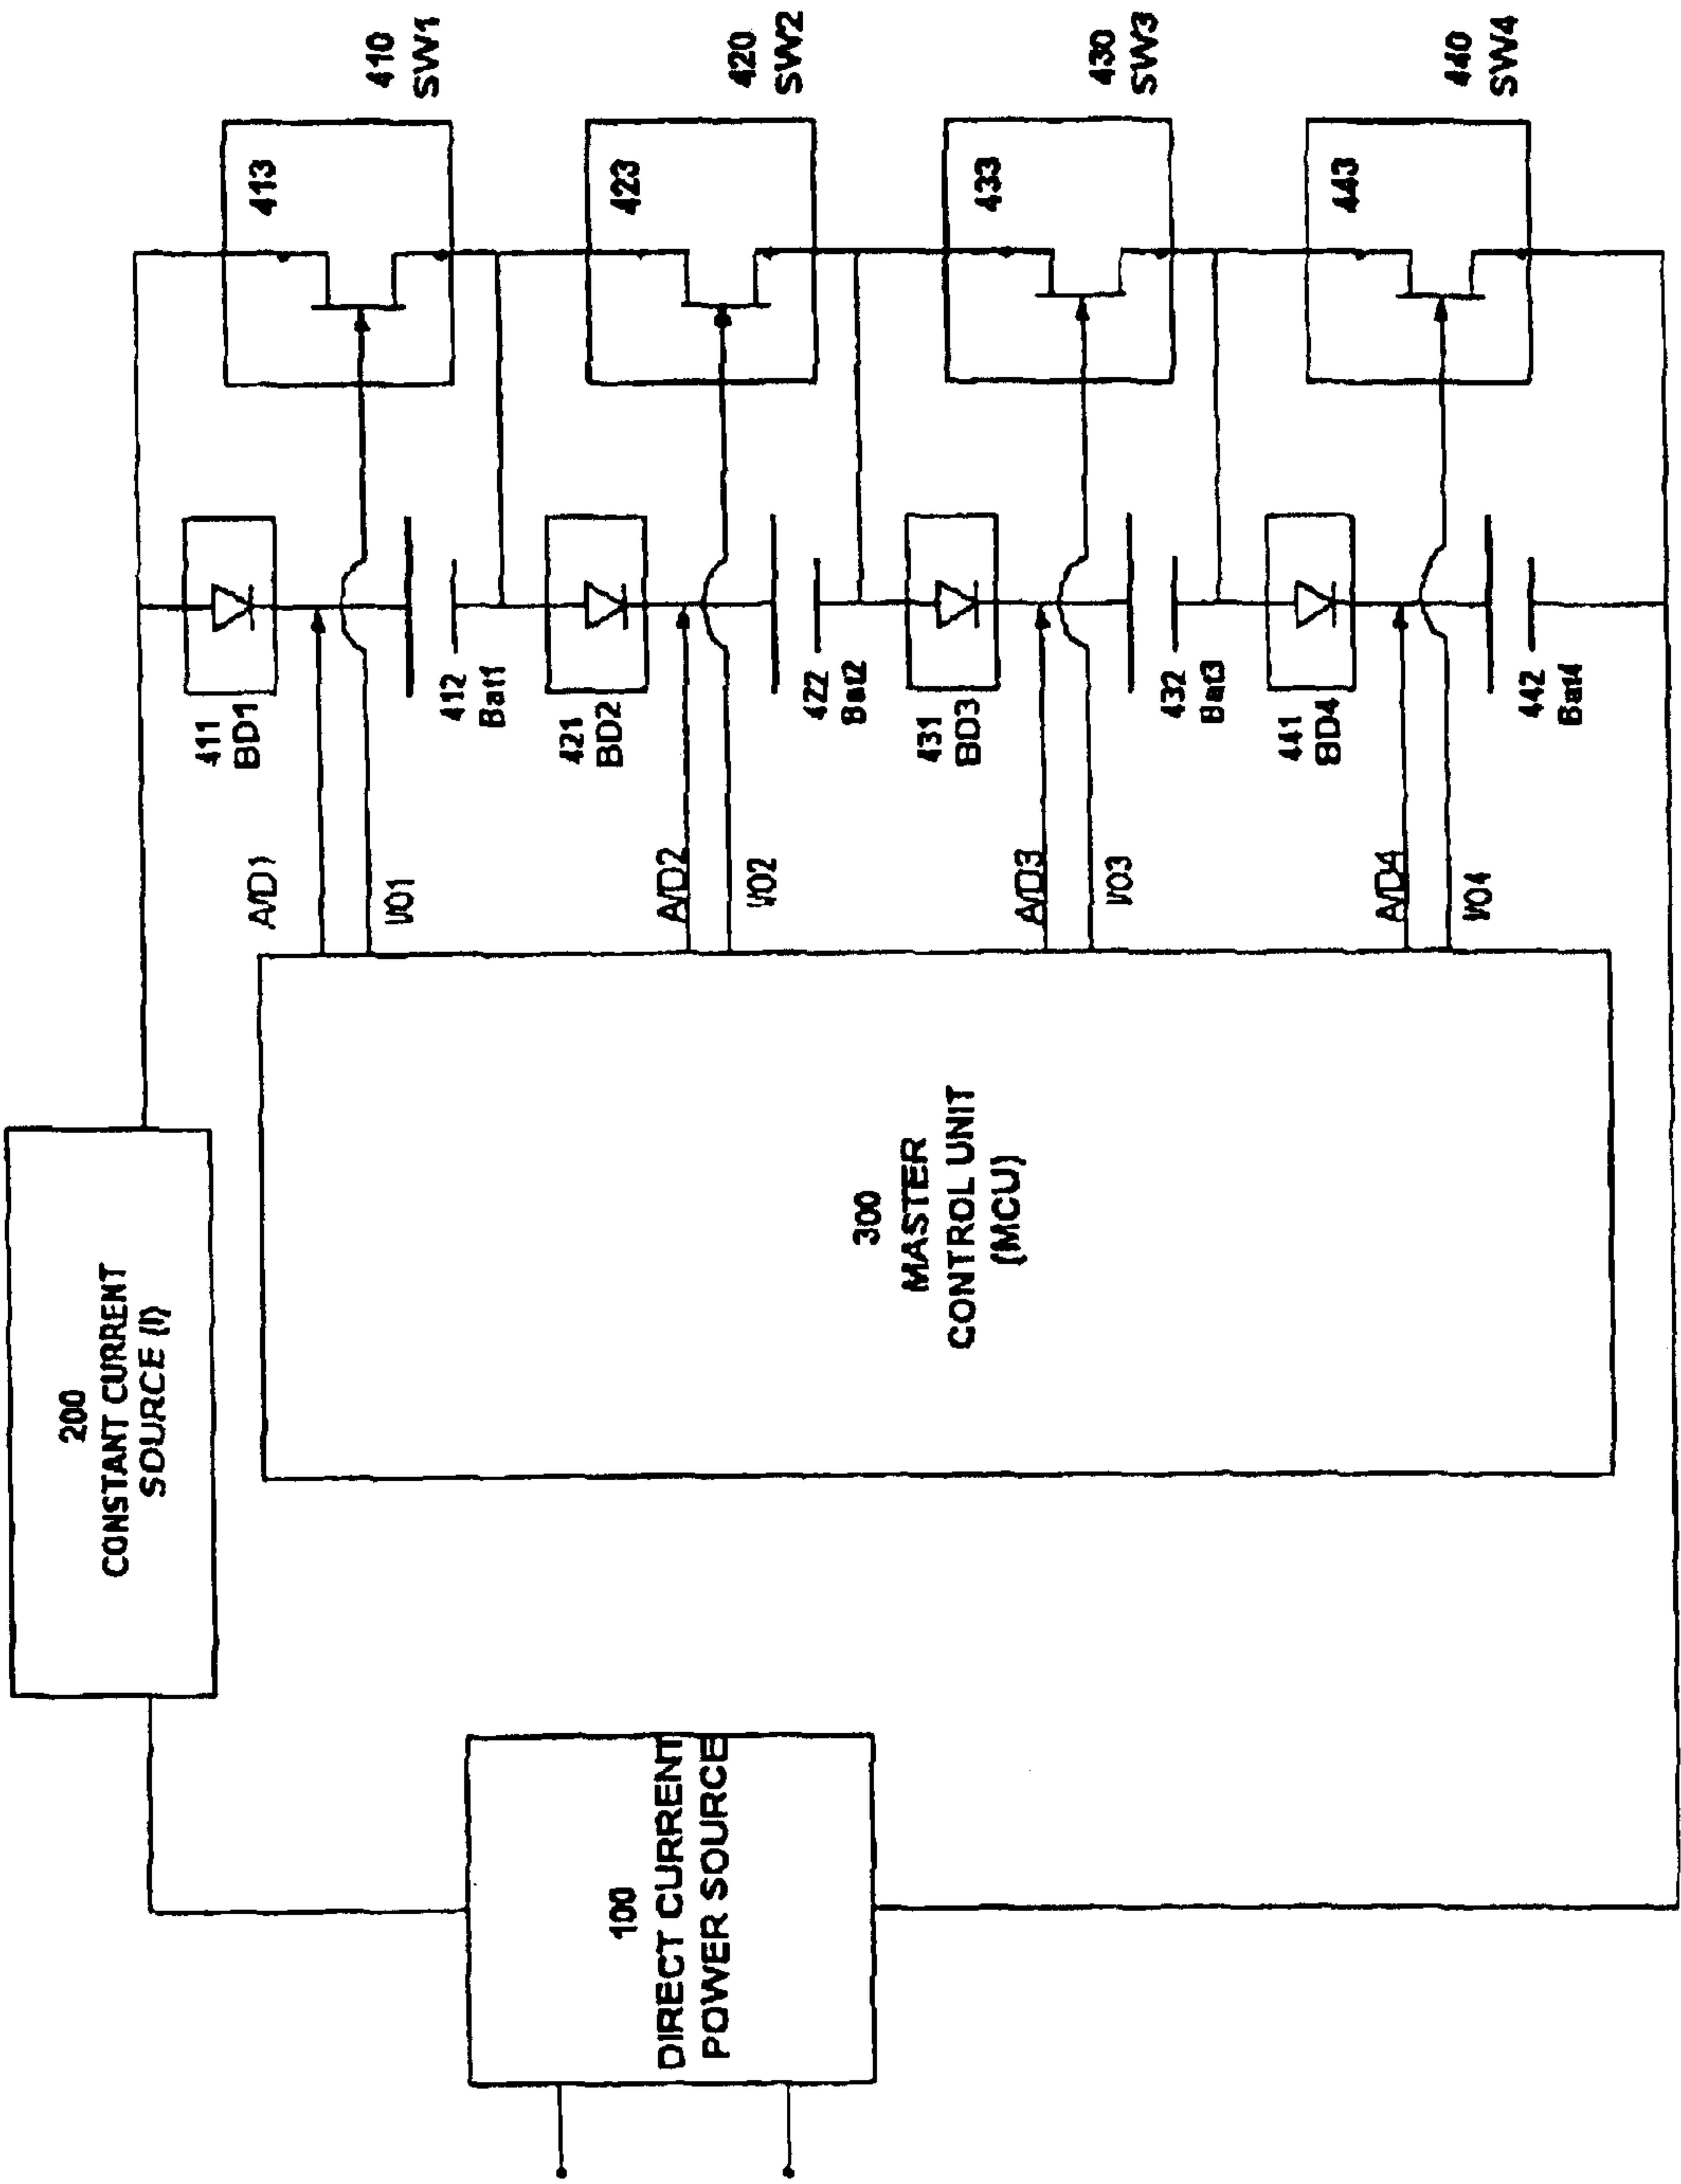 200
CONSTANT CURRENT
SOURCE (I)
100
DIRECT CURRENT
POWER SOURCE
300
MASTER
CONTROL UNIT
(MCU)
A/D1
I/O1
A/D2
I/O2
A/D3
I/O3
A/D4
I/O4
411
BD1
412
Bat1
421
BD2
422
Bat2
431
BD3
432
Bat3
441
BD4
442
Bat4
413
423
433
443
410
SW1
420
SW2
430
SW3
440
SW4